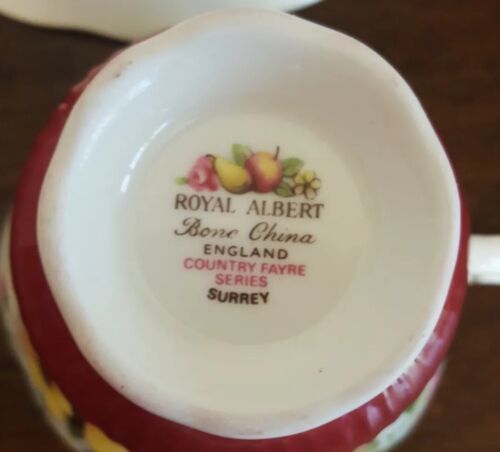 ROYAL ALBERT
Bone China
ENGLAND
COUNTRY FAYRE
SERIES
SURREY